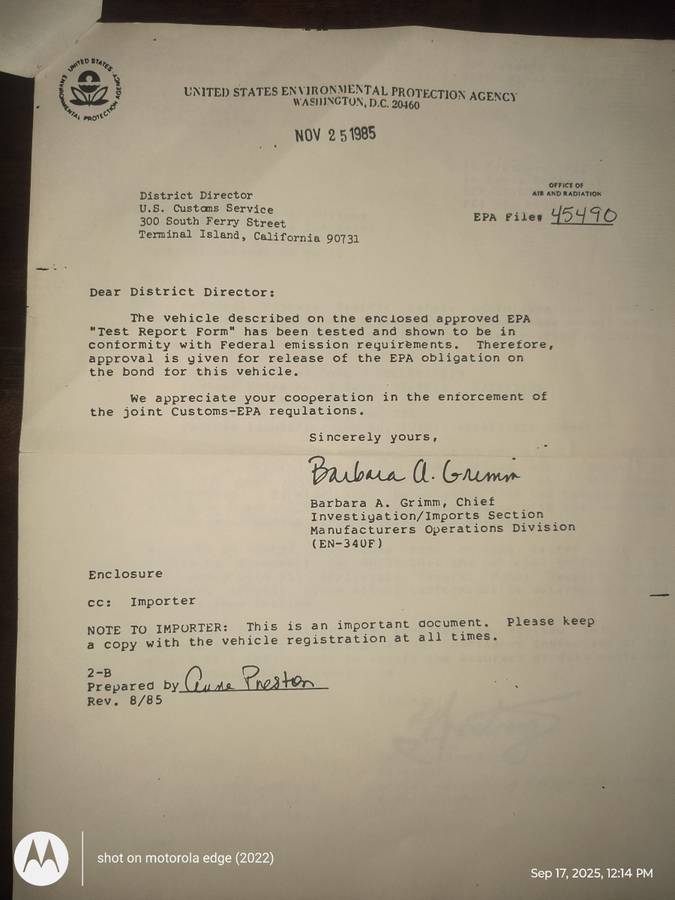 UNITED STATES ENVIRONMENTAL PROTECTION AGENCY
UNITED STATES ENVIRONMENTAL PROTECTION AGENCY
WASHINGTON, D.C. 20460
NOV 25 1985
OFFICE OF
AIR AND RADIATION
EPA File# 45490
District Director
U.S. Customs Service
300 South Ferry Street
Terminal Island, California 90731
Dear District Director:
The vehicle described on the enclosed approved EPA
"Test Report Form" has been tested and shown to be in
conformity with Federal emission requirements. Therefore,
approval is given for release of the EPA obligation on
the bond for this vehicle.
We appreciate your cooperation in the enforcement of
the joint Customs-EPA regulations.
Sincerely yours,
Barbara A. Grimm
Barbara A. Grimm, Chief
Investigation/Imports Section
Manufacturers Operations Division
(EN-340F)
Enclosure
cc: Importer
NOTE TO IMPORTER: This is an important document. Please keep
a copy with the vehicle registration at all times.
2-B
Prepared by Anne Preston
Rev. 8/85
shot on motorola edge (2022)
Sep 17, 2025, 12:14 PM